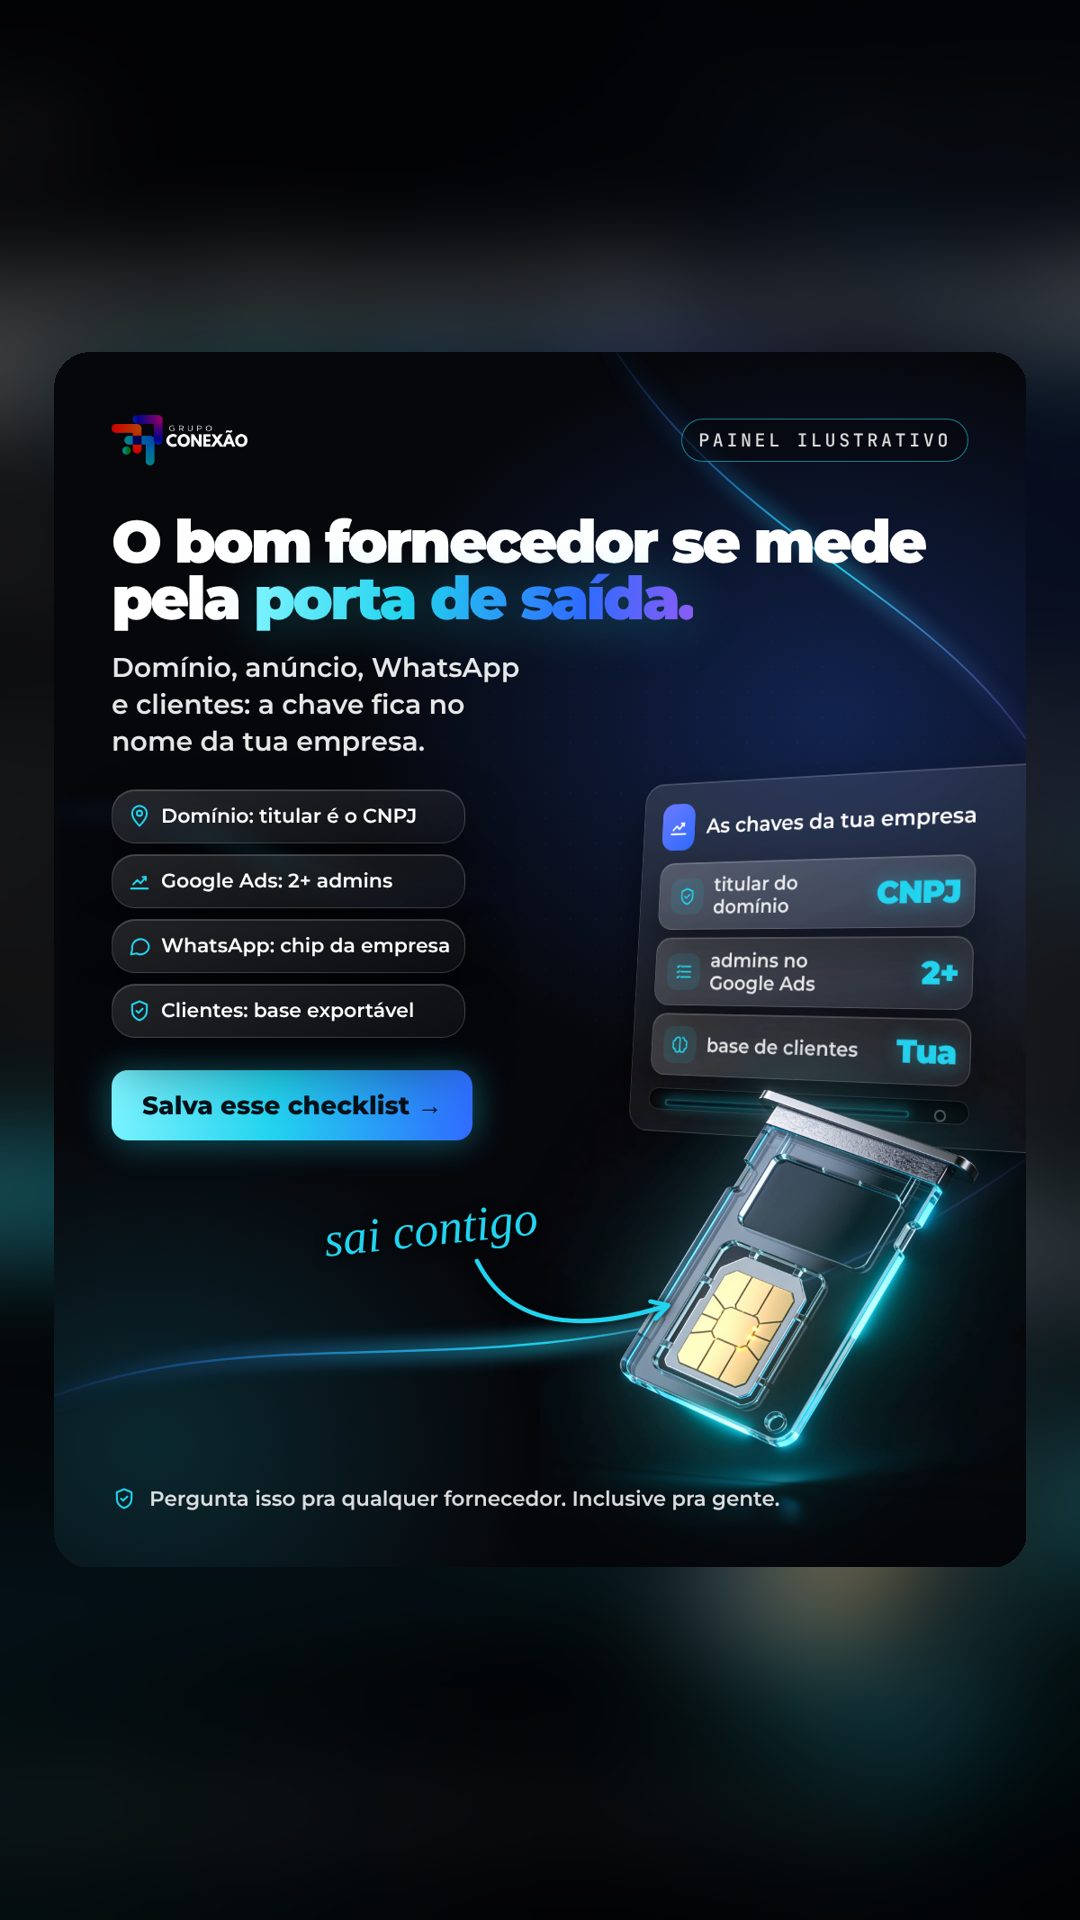 GRUPO
CONEXÃO
PAINEL ILUSTRATIVO
O bom fornecedor se mede
pela porta de saída.
Domínio, anúncio, WhatsApp
e clientes: a chave fica no
nome da tua empresa.
Domínio: titular é o CNPJ
Google Ads: 2+ admins
WhatsApp: chip da empresa
Clientes: base exportável
Salva esse checklist →
As chaves da tua empresa
titular do
domínio
CNPJ
admins no
Google Ads
2+
base de clientes
Tua
sai contigo
Pergunta isso pra qualquer fornecedor. Inclusive pra gente.